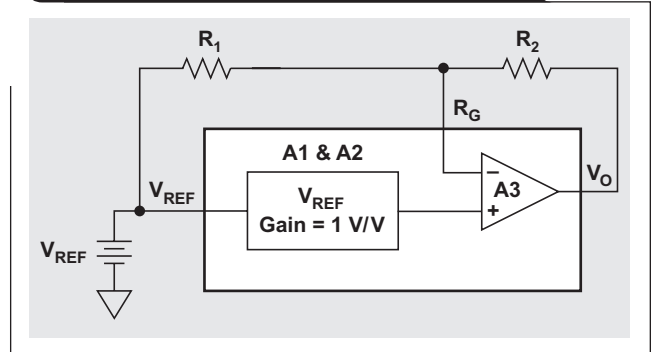 R1 R2
RG
A1 & A2
VREF
VREF
Gain = 1 V/V
− A3
+
VO
VREF